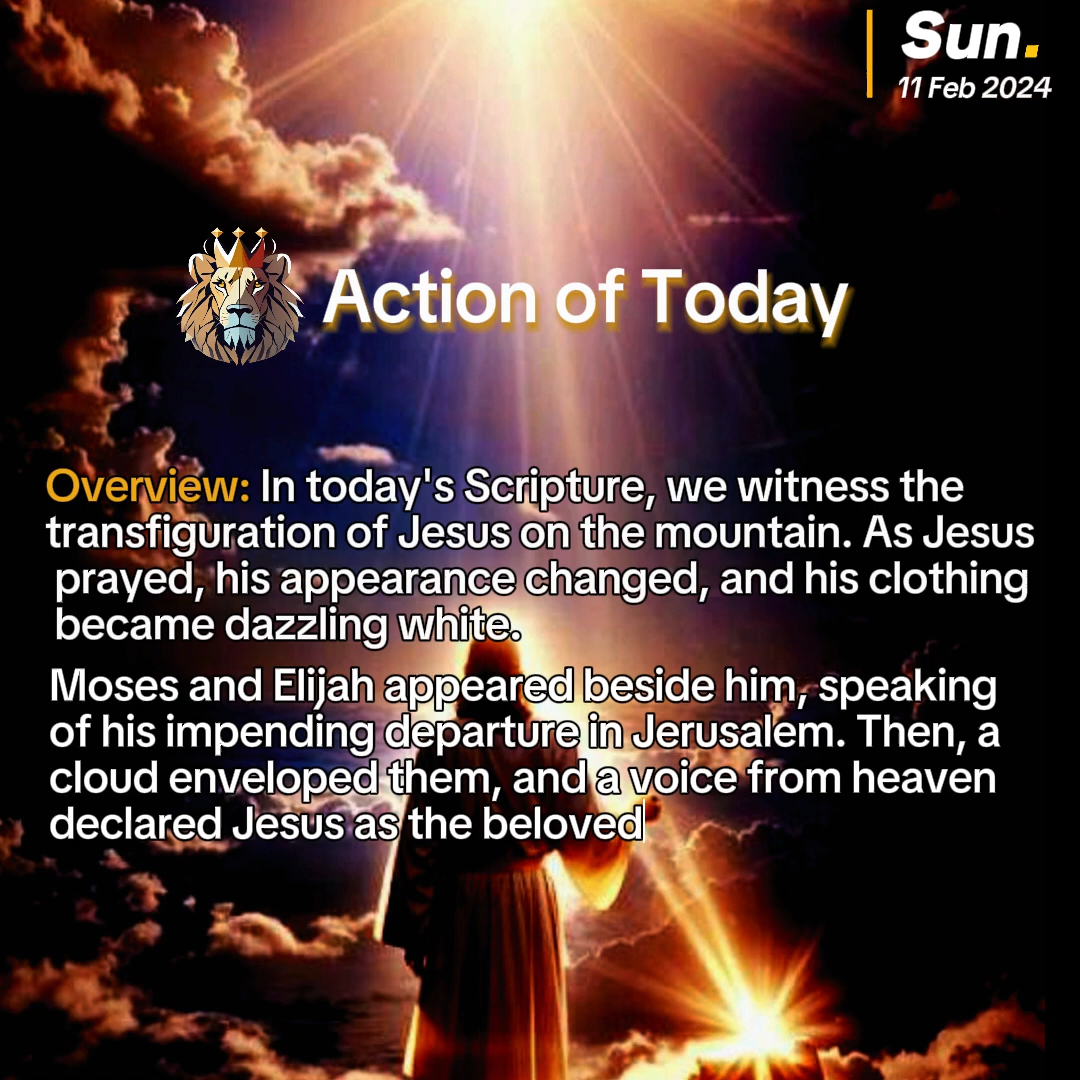 Sun.
11 Feb 2024
Action of Today
Overview: In today's Scripture, we witness the
transfiguration of Jesus on the mountain. As Jesus
prayed, his appearance changed, and his clothing
became dazzling white.
Moses and Elijah appeared beside him, speaking
of his impending departure in Jerusalem. Then, a
cloud enveloped them, and a voice from heaven
declared Jesus as the beloved